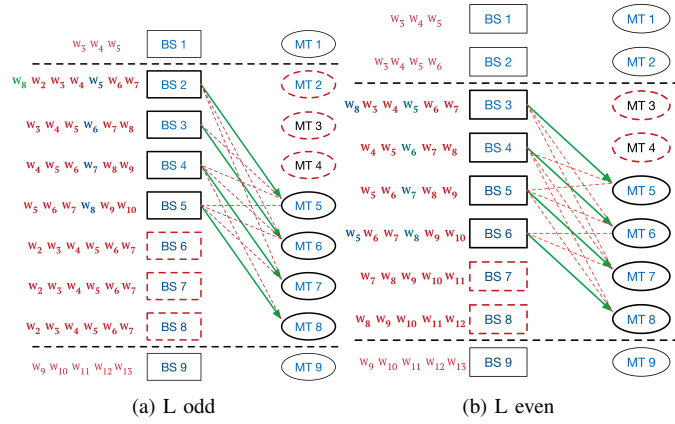 w3 w4 w5 BS 1 MT 1
w8 w2 w3 w4 w5 w6 w7 BS 2 MT 2
w3 w4 w5 w6 w7 w8 BS 3 MT 3
w4 w5 w6 w7 w8 w9 BS 4 MT 4
w5 w6 w7 w8 w9 w10 BS 5 MT 5
w2 w3 w4 w5 w6 w7 BS 6 MT 6
w2 w3 w4 w5 w6 w7 BS 7 MT 7
w2 w3 w4 w5 w6 w7 BS 8 MT 8
w9 w10 w11 w12 w13 BS 9 MT 9
(a) L odd
w3 w4 w5 BS 1 MT 1
w3 w4 w5 w6 BS 2 MT 2
w8 w3 w4 w5 w6 w7 BS 3 MT 3
w4 w5 w6 w7 w8 BS 4 MT 4
w5 w6 w7 w8 w9 BS 5 MT 5
w5 w6 w7 w8 w9 w10 BS 6 MT 6
w7 w8 w9 w10 w11 BS 7 MT 7
w8 w9 w10 w11 w12 BS 8 MT 8
w9 w10 w11 w12 w13 BS 9 MT 9
(b) L even